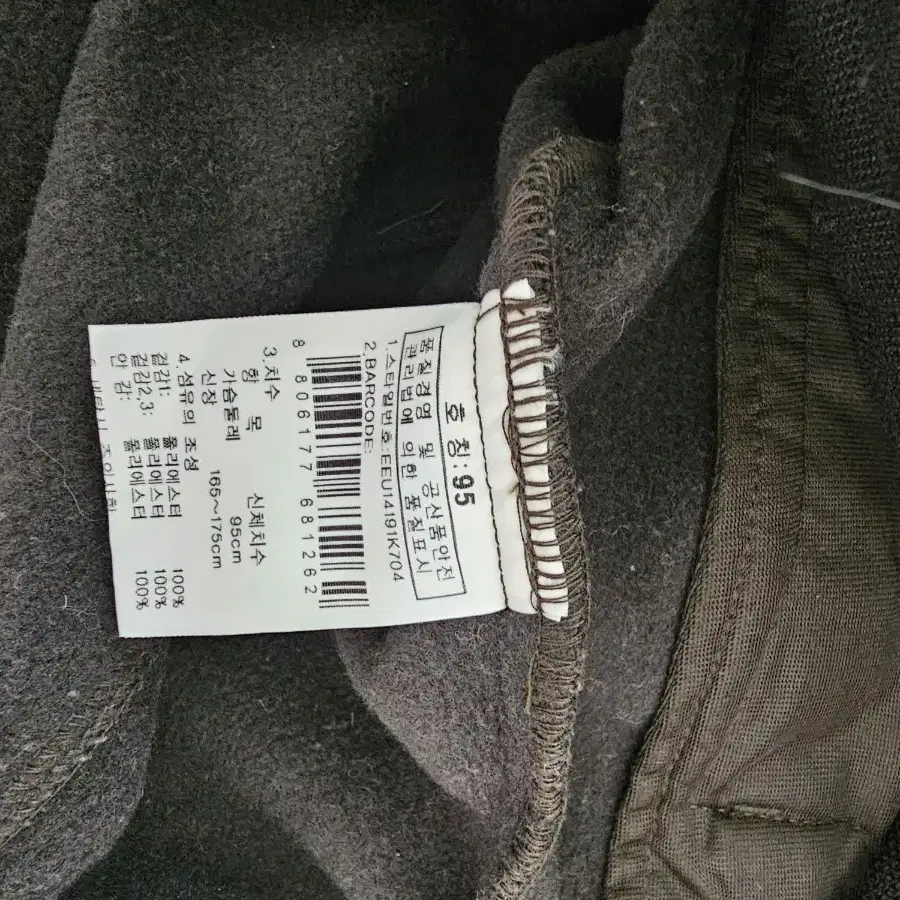 호 칭: 95
품질경영 및 공산품안전
관리법에 의한 품질표시
1.스타일번호:EEU14191K704
2.BARCODE:
8 806177 681262
3.치수
항 목 신체치수
가슴둘레 95cm
신장 165~175cm
4.섬유의 조성
겉감1: 폴리에스터 100%
겉감2,3: 폴리에스터 100%
안 감: 폴리에스터 100%